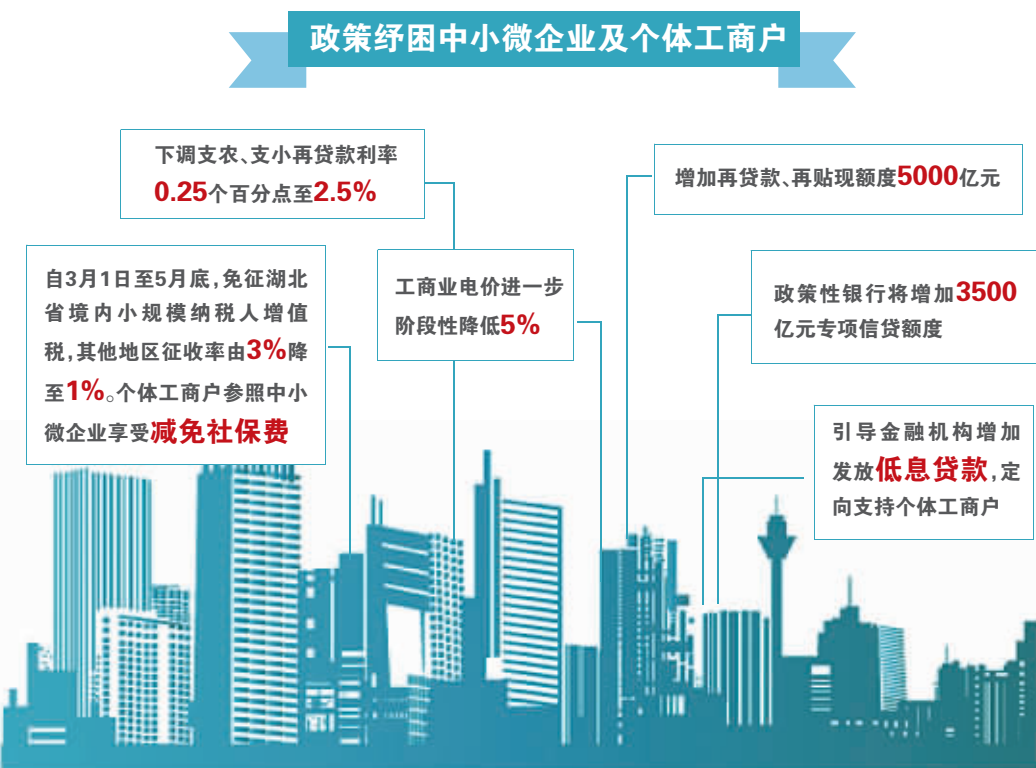 政策纾困中小微企业及个体工商户
下调支农、支小再贷款利率
0.25个百分点至2.5%
增加再贷款、再贴现额度5000亿元
自3月1日至5月底,免征湖北
省境内小规模纳税人增值
税,其他地区征收率由3%降
至1%。个体工商户参照中小
微企业享受减免社保费
工商业电价进一步
阶段性降低5%
政策性银行将增加3500
亿元专项信贷额度
引导金融机构增加
发放低息贷款,定
向支持个体工商户